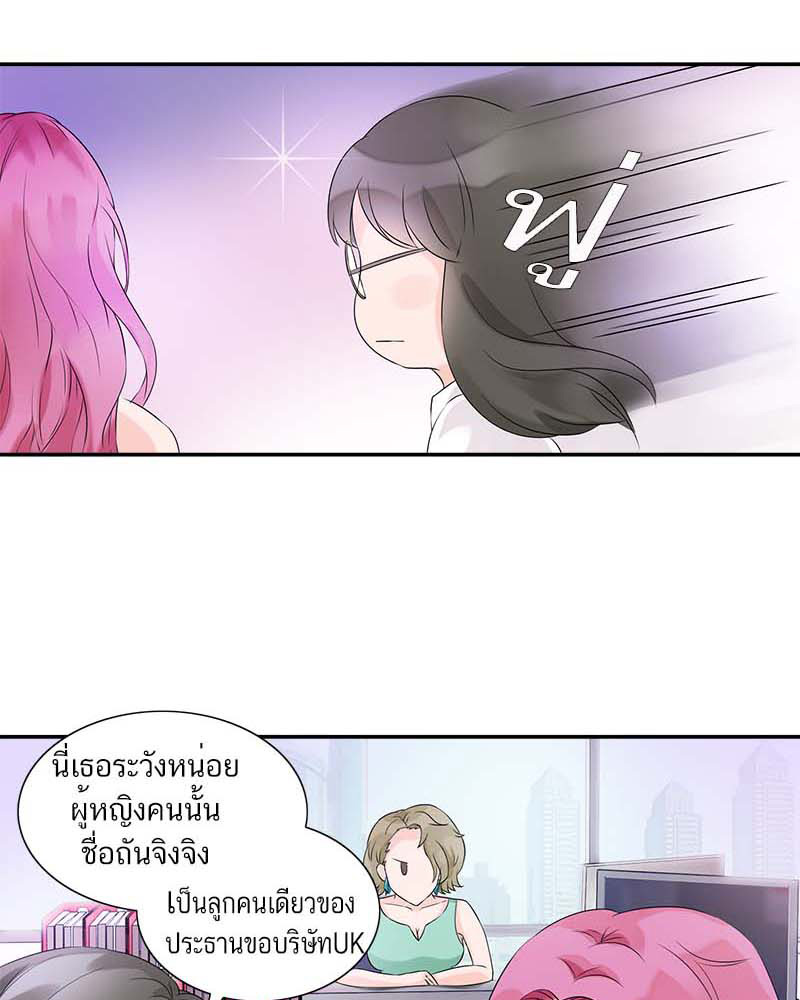 พู่
นี่เธอระวังหน่อย
ผู้หญิงคนนั้น
ชื่อถันจิงจิง
เป็นลูกคนเดียวของ
ประธานขอบริษัทUK